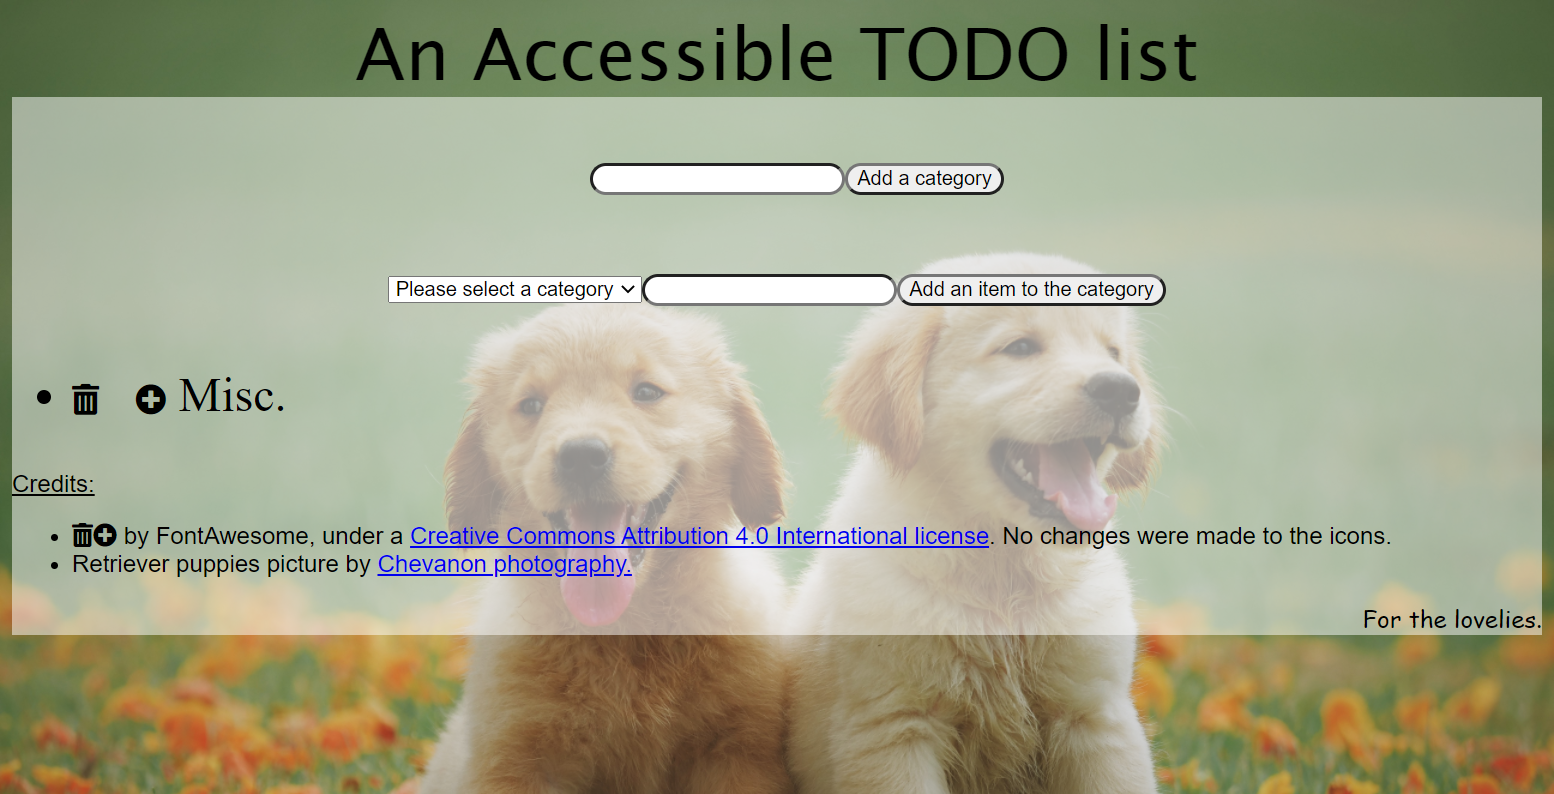 An Accessible TODO list
Add a category
Please select a category Add an item to the category
Misc.
Credits:
by FontAwesome, under a Creative Commons Attribution 4.0 International license. No changes were made to the icons.
Retriever puppies picture by Chevanon photography.
For the lovelies.